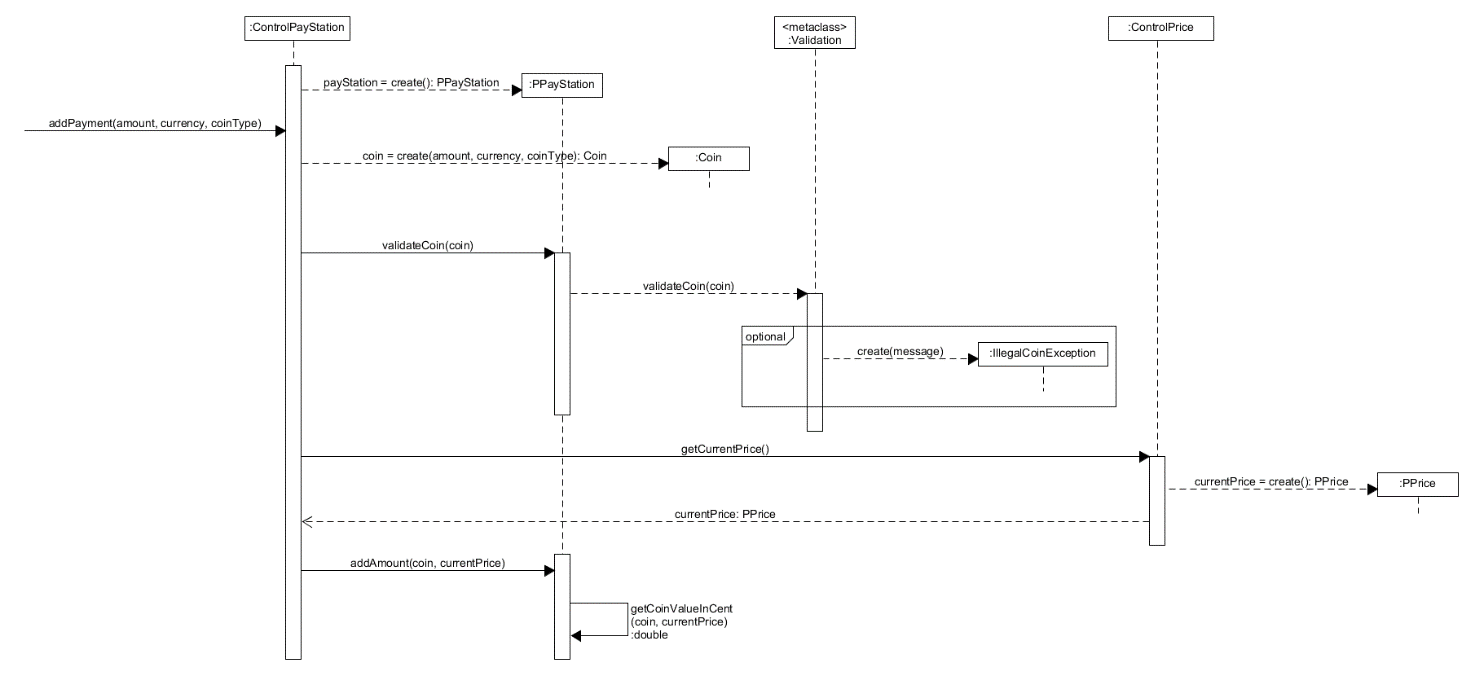 :ControlPayStation
<metaclass>
:Validation
:ControlPrice
payStation = create(): PPayStation
:PPayStation
addPayment(amount, currency, coinType)
coin = create(amount, currency, coinType): Coin
:Coin
validateCoin(coin)
validateCoin(coin)
optional
create(message)
:IllegalCoinException
getCurrentPrice()
currentPrice = create(): PPrice
:PPrice
currentPrice: PPrice
addAmount(coin, currentPrice)
getCoinValueInCent
(coin, currentPrice)
:double